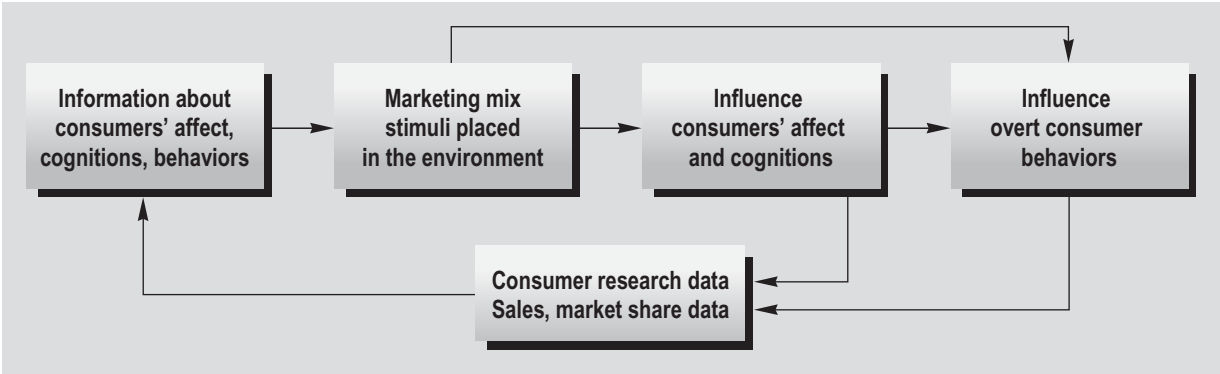 Information about
consumers’ affect,
cognitions, behaviors
Marketing mix
stimuli placed
in the environment
Influence
consumers’ affect
and cognitions
Influence
overt consumer
behaviors
Consumer research data
Sales, market share data